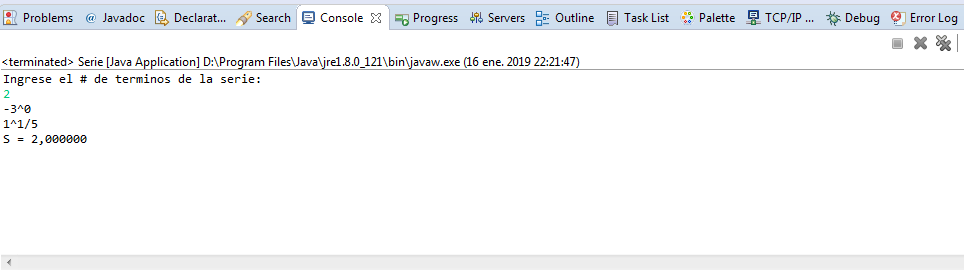 Problems @ Javadoc Declarat... Search Console Progress Servers Outline Task List Palette TCP/IP ... Debug Error Log
<terminated> Serie [Java Application] D:\Program Files\Java\jre1.8.0_121\bin\javaw.exe (16 ene. 2019 22:21:47)
Ingrese el # de terminos de la serie:
2
-3^0
1^1/5
S = 2,000000